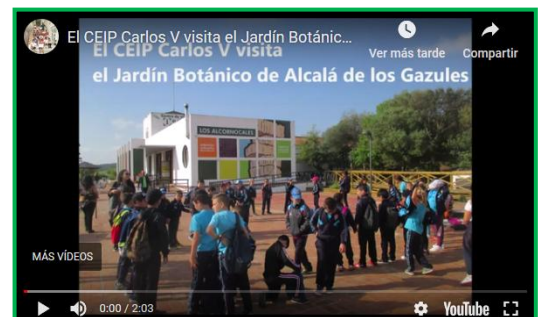 El CEIP Carlos V visita el Jardín Botánic...
Ver más tarde
Compartir
El CEIP Carlos V visita
el Jardín Botánico de Alcalá de los Gazules
LOS ALCORNOCALES
MÁS VÍDEOS
0:00 / 2:03
YouTube